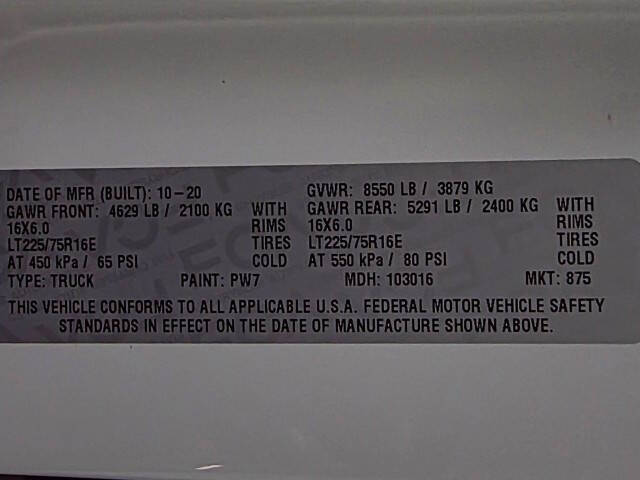 DATE OF MFR (BUILT): 10-20 GVWR: 8550 LB / 3879 KG
GAWR FRONT: 4629 LB / 2100 KG WITH GAWR REAR: 5291 LB / 2400 KG WITH
16X6.0 RIMS 16X6.0 RIMS
LT225/75R16E TIRES LT225/75R16E TIRES
AT 450 kPa / 65 PSI COLD AT 550 kPa / 80 PSI COLD
TYPE: TRUCK PAINT: PW7 MDH: 103016 MKT: 875
THIS VEHICLE CONFORMS TO ALL APPLICABLE U.S.A. FEDERAL MOTOR VEHICLE SAFETY
STANDARDS IN EFFECT ON THE DATE OF MANUFACTURE SHOWN ABOVE.